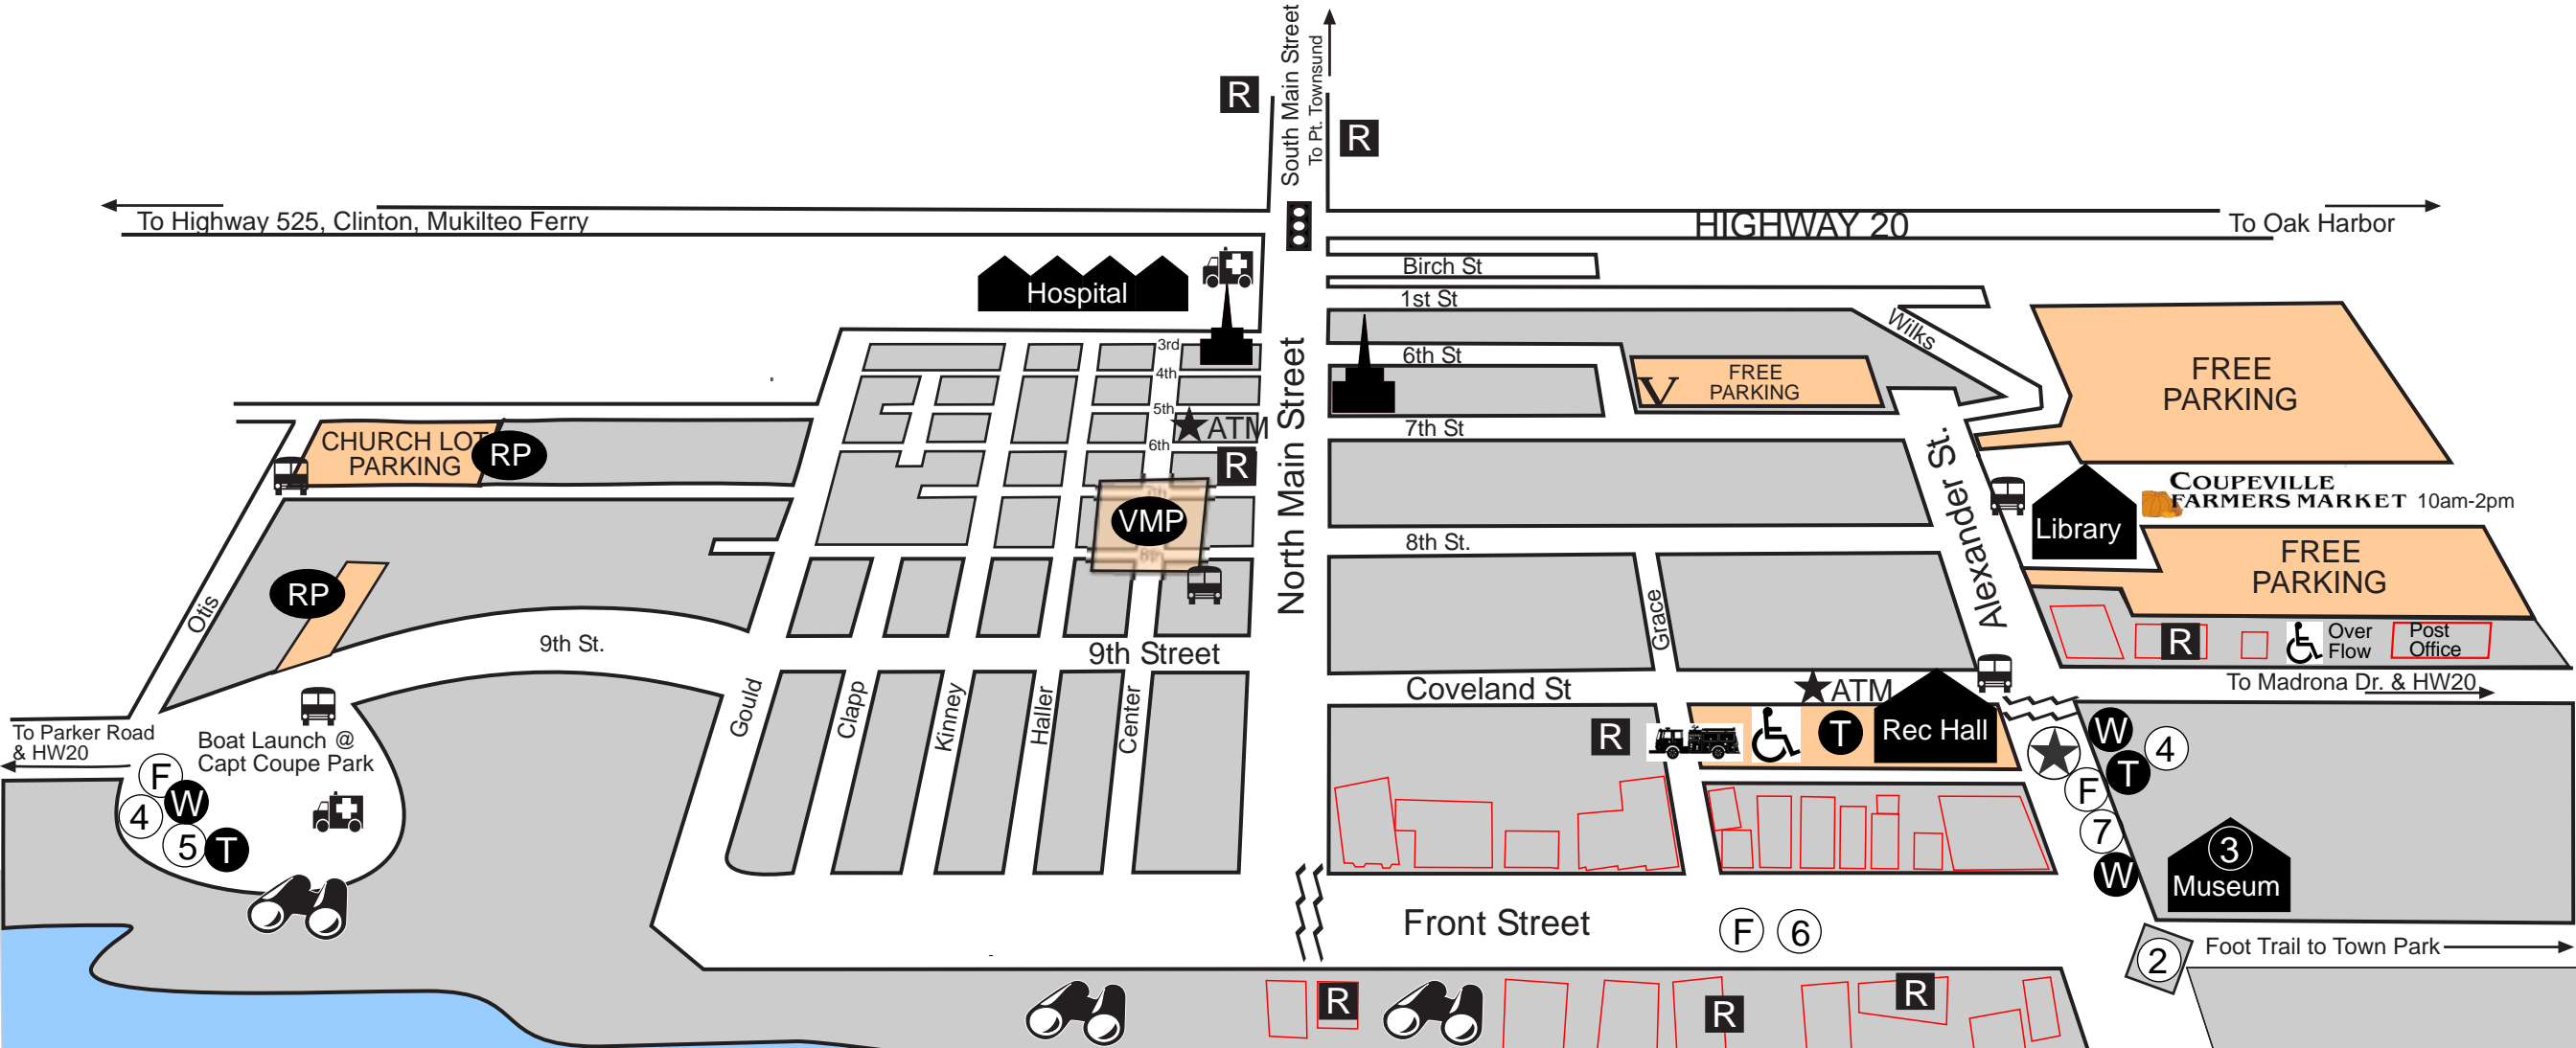 South Main Street
To Pt. Townsund
R
R
To Highway 525, Clinton, Mukilteo Ferry
HIGHWAY 20
To Oak Harbor
Birch St
Hospital
1st St
Wilks
3rd
4th
5th
6th
ATM
R
North Main Street
6th St
V
FREE
PARKING
FREE
PARKING
7th St
CHURCH LOT
PARKING
RP
VMP
7th
8th
Alexander St.
Library
COUPEVILLE
FARMERS MARKET 10am-2pm
8th St.
FREE
PARKING
RP
Otis
9th St.
9th Street
Grace
R
Over
Flow
Post
Office
Coveland St
ATM
To Madrona Dr. & HW20
Gould
Clapp
Kinney
Haller
Center
To Parker Road
& HW20
Boat Launch @
Capt Coupe Park
F
W
4
5
T
R
T
Rec Hall
W
4
T
F
7
W
3
Museum
Front Street
F
6
2
Foot Trail to Town Park
R
R
R